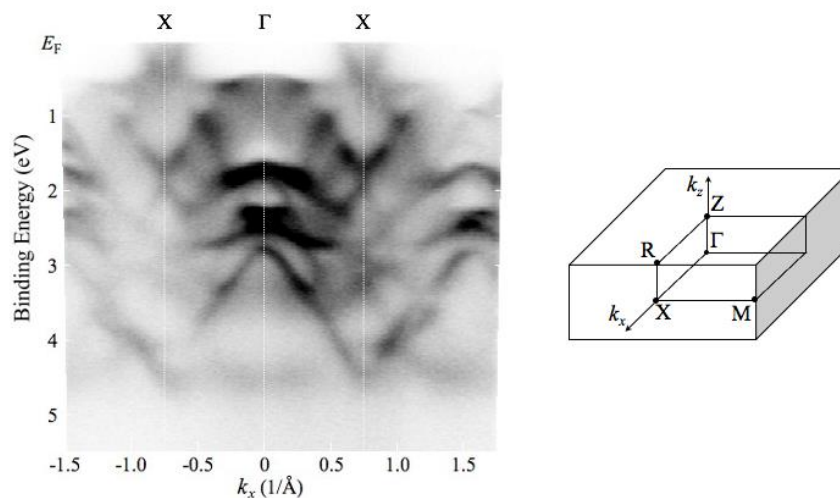 X Γ X
E_F
1
2
3
4
5
Binding Energy (eV)
-1.5 -1.0 -0.5 0 0.5 1.0 1.5
k_x (1/Å)
k_z
Z
Γ
R
X M
k_x